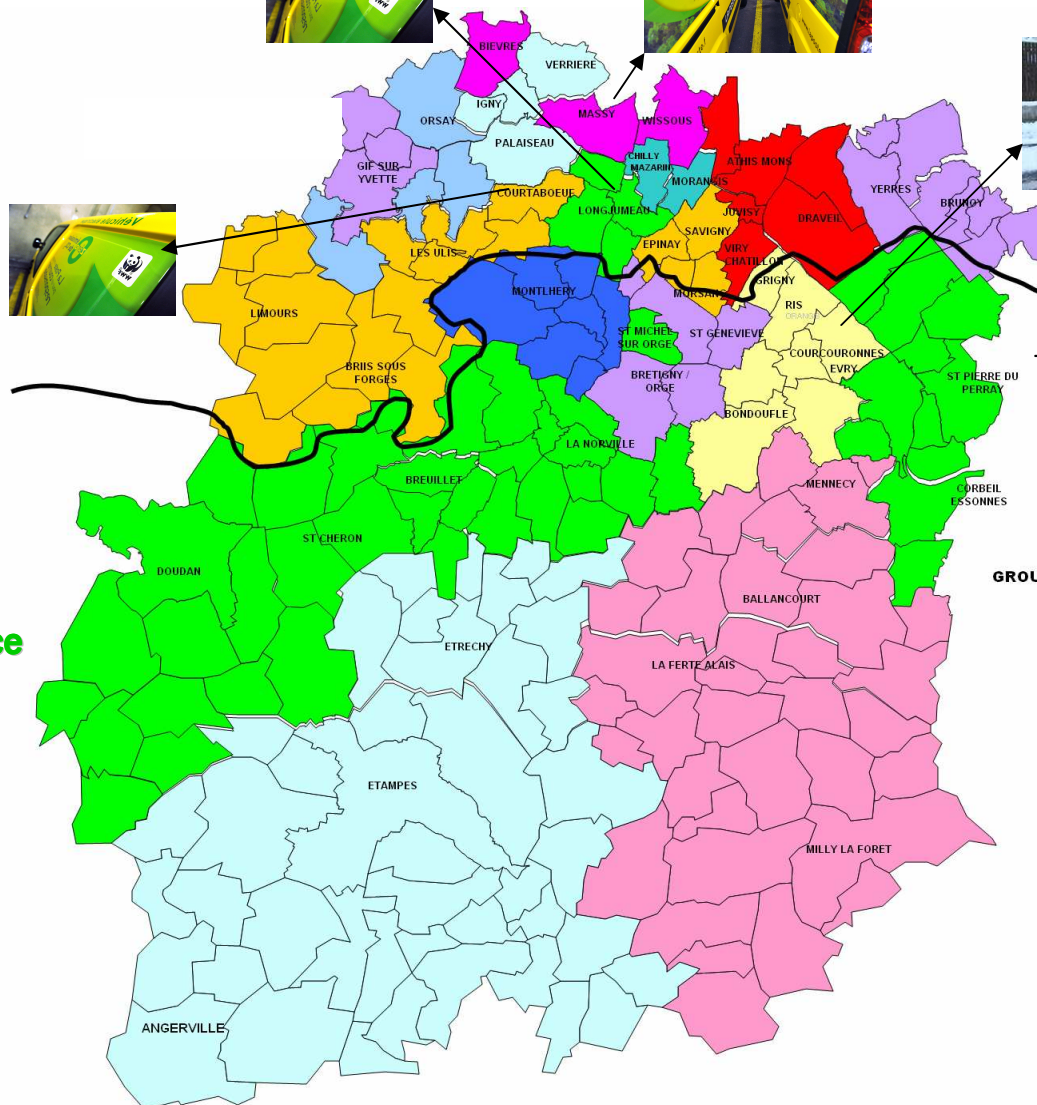 WWF
BIEVRES
VERRIERE
IGNY
ORSAY
MASSY
WISSOUS
PALAISEAU
CHILLY
MAZARIN
ATHIS MONS
GIF SUR
YVETTE
MORANGIS
YERRES
COURTABOEUF
BRUNOY
LONGJUMEAU
JUVISY
DRAVEIL
SAVIGNY
EPINAY
VIRY
CHATILLON
LES ULIS
WWF
GRIGNY
MONTLHERY
MORSANG
RIS
ORANGIS
LIMOURS
ST MICHEL
SUR ORGE
ST GENEVIEVE
COURCOURONNES
EVRY
BRIIS SOUS
FORGES
BRETIGNY /
ORGE
ST PIERRE DU
PERRAY
BONDOUFLE
LA NORVILLE
BREUILLET
MENNECY
CORBEIL
ESSONNES
ST CHERON
DOUDAN
GROU
BALLANCOURT
ce
ETRECHY
LA FERTE ALAIS
ETAMPES
MILLY LA FORET
ANGERVILLE